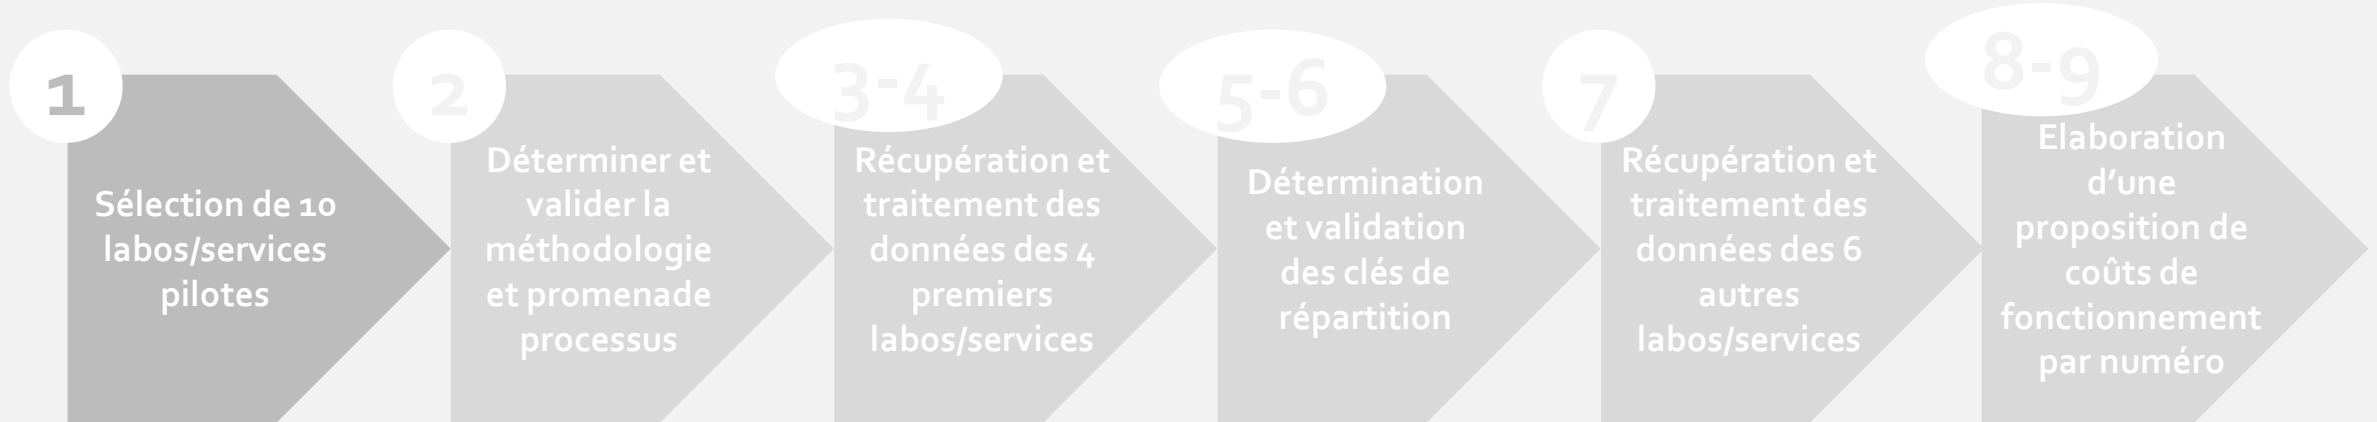 1
Sélection de 10
labos/services
pilotes
2
Déterminer et
valider la
méthodologie
et promenade
processus
3-4
Récupération et
traitement des
données des 4
premiers
labos/services
5-6
Détermination
et validation
des clés de
répartition
7
Récupération et
traitement des
données des 6
autres
labos/services
8-9
Elaboration
d’une
proposition de
coûts de
fonctionnement
par numéro